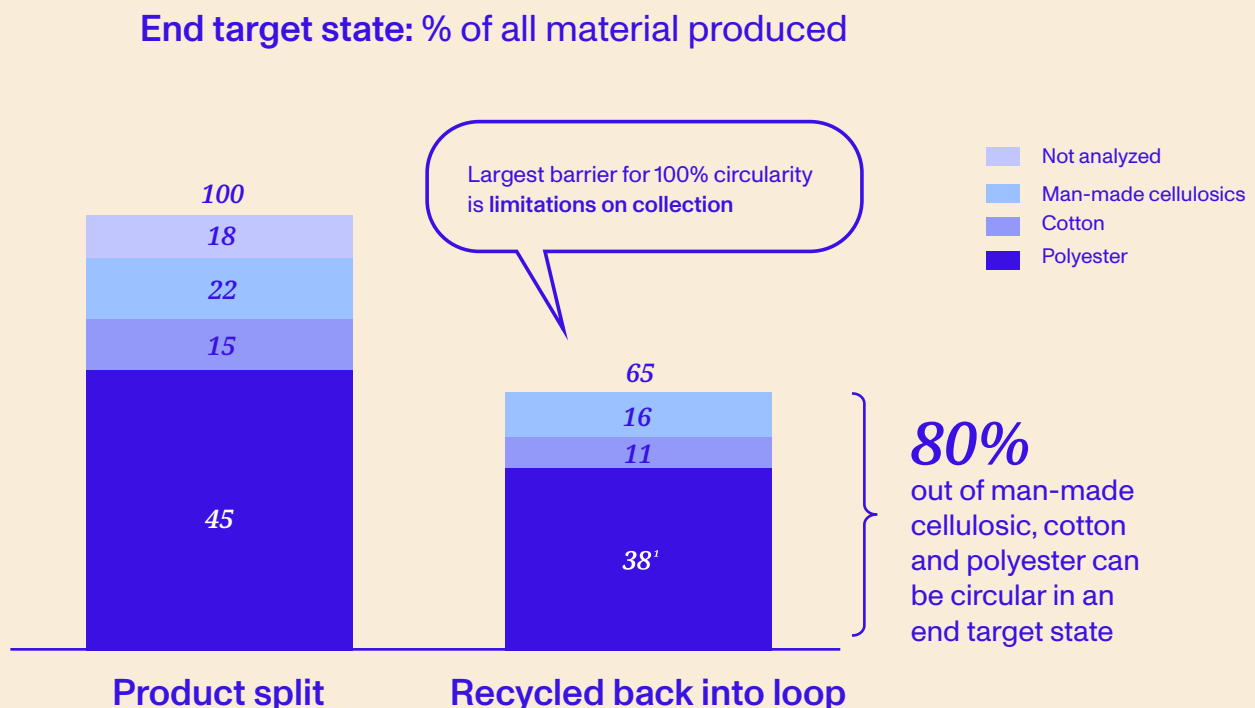 End target state: % of all material produced
Largest barrier for 100% circularity
is limitations on collection
Not analyzed
Man-made cellulosics
Cotton
Polyester
100
18
22
15
45
65
16
11
38¹
80%
out of man-made
cellulosic, cotton
and polyester can
be circular in an
end target state
Product split
Recycled back into loop